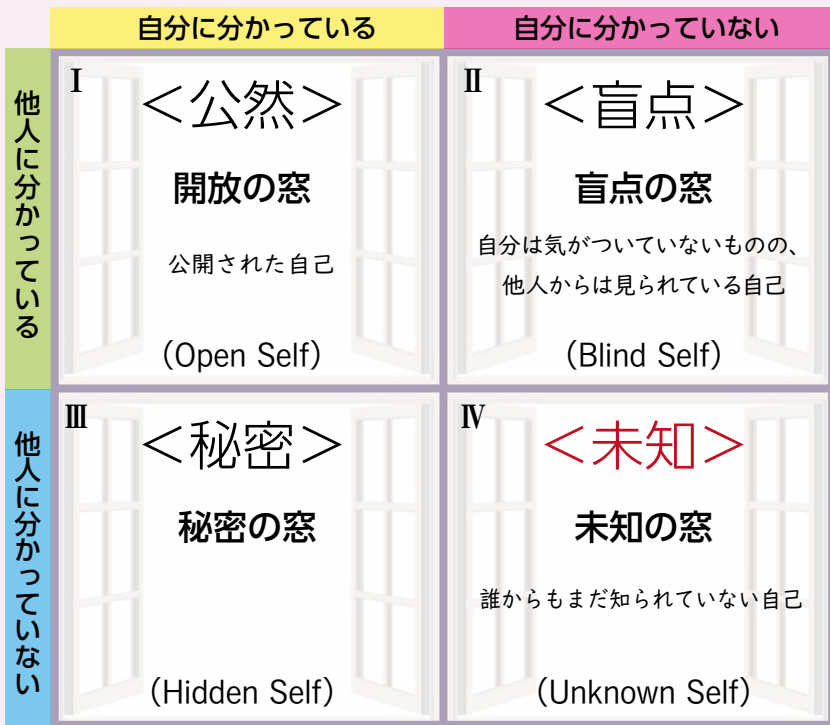 自分に分かっている
自分に分かっていない
他人に分かっている
Ⅰ
＜公然＞
開放の窓
公開された自己
(Open Self)
Ⅱ
＜盲点＞
盲点の窓
自分は気がついていないものの、
他人からは見られている自己
(Blind Self)
他人に分かっていない
Ⅲ
＜秘密＞
秘密の窓
(Hidden Self)
Ⅳ
＜未知＞
未知の窓
誰からもまだ知られていない自己
(Unknown Self)